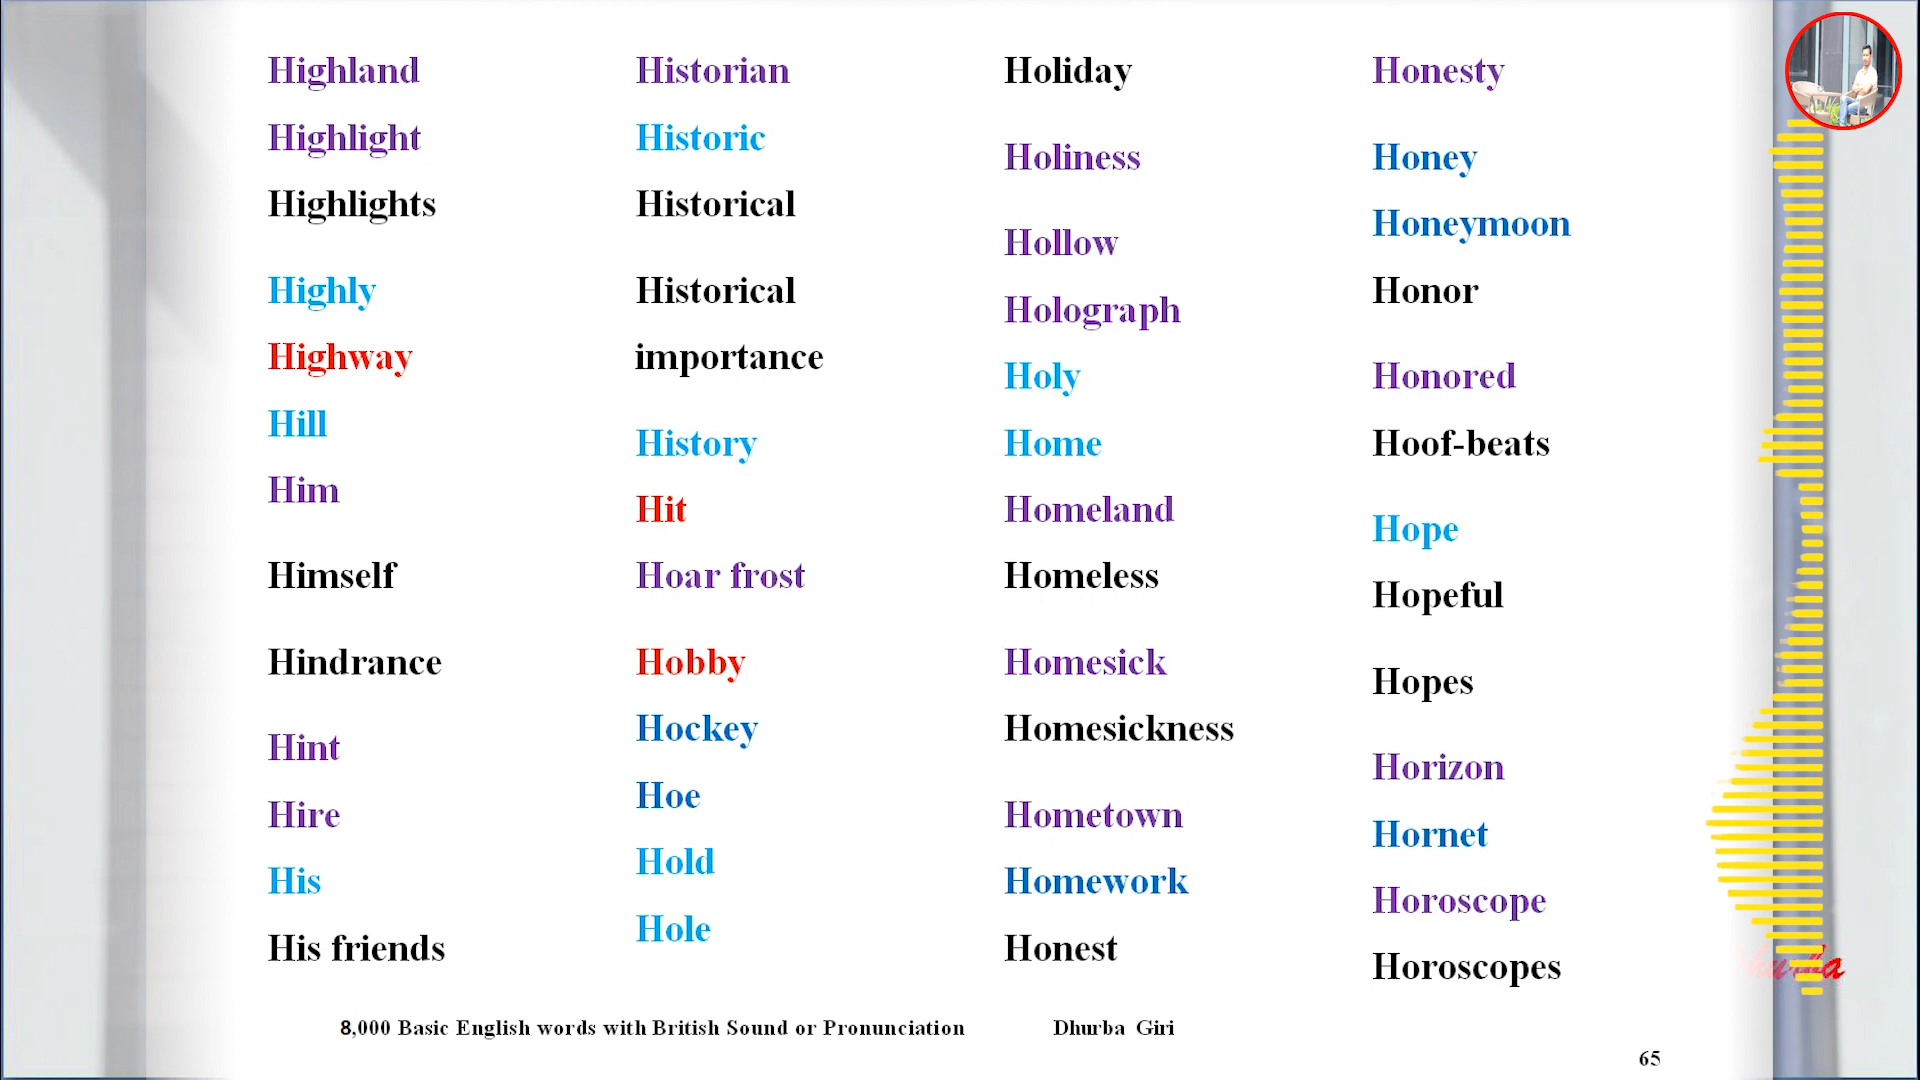 Highland
Highlight
Highlights
Highly
Highway
Hill
Him
Himself
Hindrance
Hint
Hire
His
His friends
Historian
Historic
Historical
Historical
importance
History
Hit
Hoar frost
Hobby
Hockey
Hoe
Hold
Hole
Holiday
Holiness
Hollow
Holograph
Holy
Home
Homeland
Homeless
Homesick
Homesickness
Hometown
Homework
Honest
Honesty
Honey
Honeymoon
Honor
Honored
Hoof-beats
Hope
Hopeful
Hopes
Horizon
Hornet
Horoscope
Horoscopes
8,000 Basic English words with British Sound or Pronunciation Dhurba Giri
65